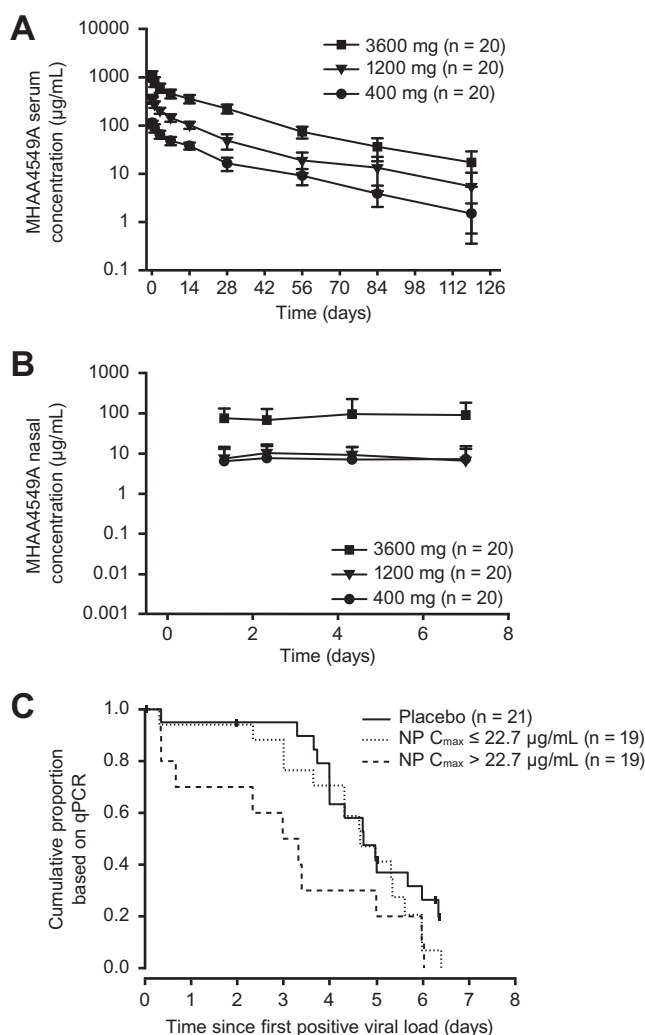 A
3600 mg (n = 20)
1200 mg (n = 20)
400 mg (n = 20)
MHAA4549A serum
concentration (µg/mL)
1000
100
10
1
0.1
0 14 28 42 56 70 84 98 112 126
Time (days)
B
MHAA4549A nasal
concentration (µg/mL)
1000
100
10
1
0.1
0.01
0.001
3600 mg (n = 20)
1200 mg (n = 20)
400 mg (n = 20)
0 2 4 6 8
Time (days)
C
Placebo (n = 21)
NP Cmax ≤ 22.7 µg/mL (n = 19)
NP Cmax > 22.7 µg/mL (n = 19)
Cumulative proportion
based on qPCR
1.0
0.8
0.6
0.4
0.2
0.0
0 1 2 3 4 5 6 7 8
Time since first positive viral load (days)